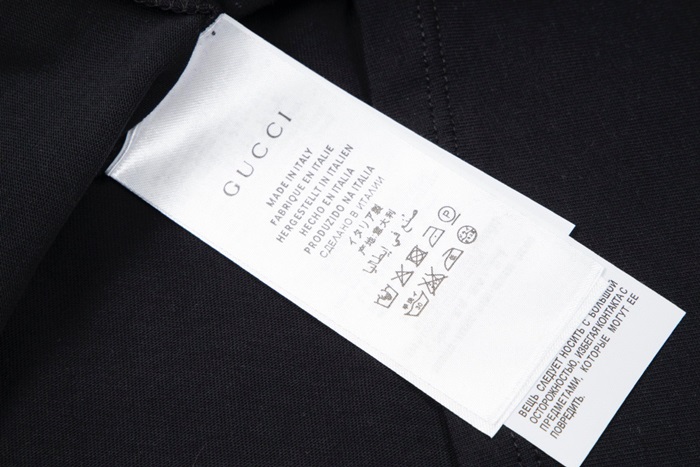 GUCCI
MADE IN ITALY
FABRIQUE EN ITALIE
HERGESTELLT IN ITALIEN
HECHO EN ITALIA
PRODUZIDO NA ITALIA
СДЕЛАНО В ИТАЛИИ
イタリア製
产地意大利
صنع في إيطاليا
P
ВЕЩЬ СЛЕДУЕТ НОСИТЬ С БОЛЬШОЙ
ОСТОРОЖНОСТЬЮ, ИЗБЕГАЯ КОНТАКТА С
ПРЕДМЕТАМИ, КОТОРЫЕ МОГУТ ЕЕ
ПОВРЕДИТЬ.